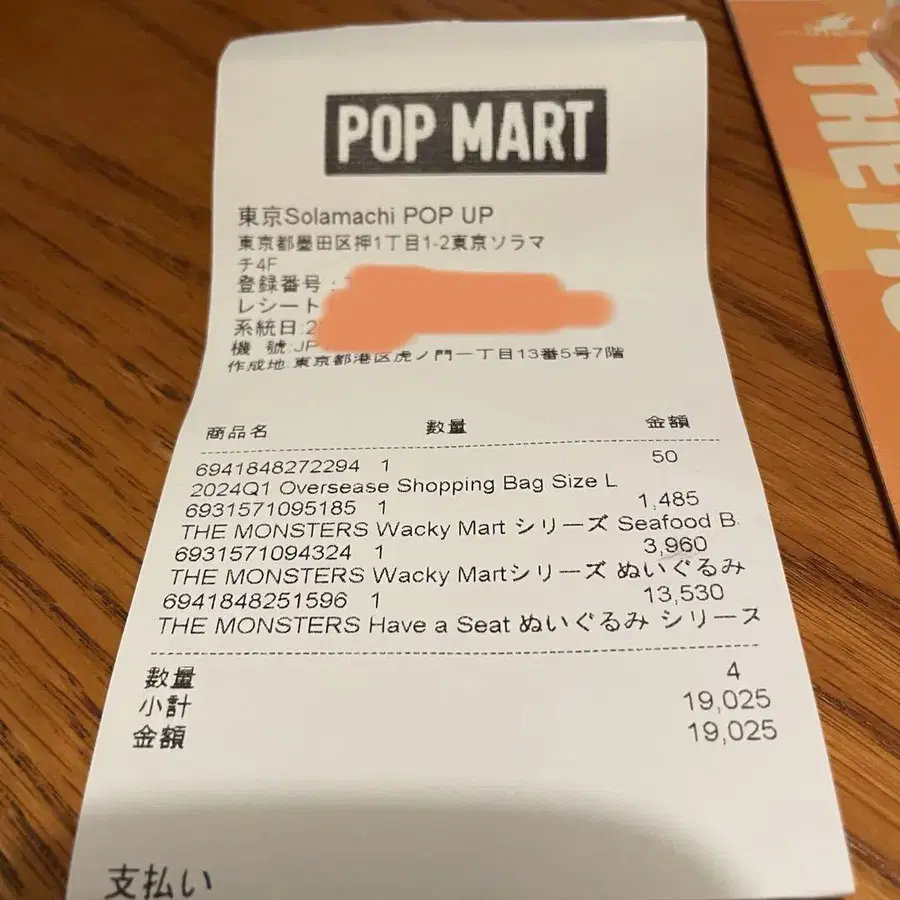 POP MART
東京Solamachi POP UP
東京都墨田区押1丁目1-2東京ソラマ
チ4F
登録番号:
レシート
系統日:2
機 號:JP
作成地:東京都港区虎ノ門一丁目13番5号7階
商品名 数量 金額
6941848272294 1 50
2024Q1 Oversease Shopping Bag Size L
6931571095185 1 1,485
THE MONSTERS Wacky Mart シリーズ Seafood B
6931571094324 1 3,960
THE MONSTERS Wacky Martシリーズ ぬいぐるみ
6941848251596 1 13,530
THE MONSTERS Have a Seat ぬいぐるみ シリーズ
数量 4
小計 19,025
金額 19,025
支払い
THE